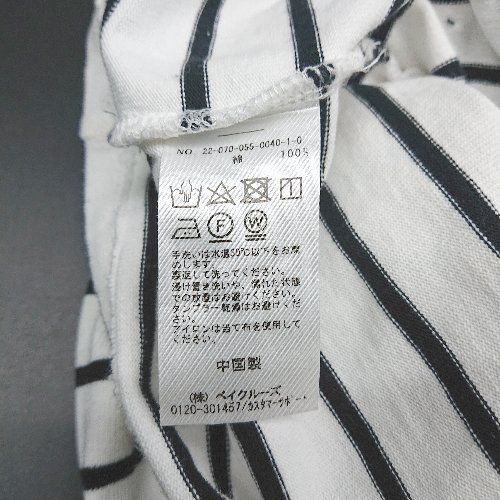 NO. 22-070-055-0040-1-0
綿 100%
F W
手洗いは水温30℃以下をお薦
めします。
裏返して洗ってください。
浸け置き洗いや、濡れた状態
での放置はお避けください。
タンブラー乾燥はお避けくださ
い。
アイロンは当て布を使用して
ください。
中国製
(株) ベイクルーズ
0120-301457/カスタマーサポート